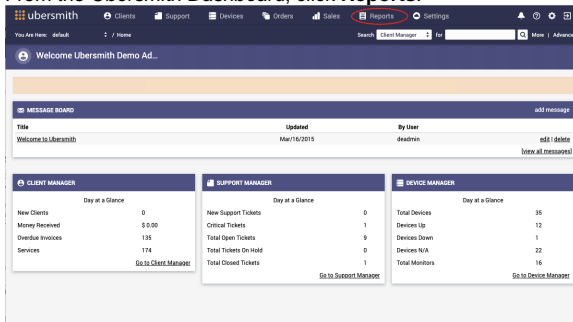 From the Ubersmith Dashboard, click Reports.
ubersmith Clients Support Devices Orders Sales Reports Settings
You Are Here: default / Home Search Client Manager for More | Advance
Welcome Ubersmith Demo Ad...
MESSAGE BOARD add message
Title Updated By User
Welcome to Ubersmith Mar/16/2015 deadmin edit | delete
[view all messages]
CLIENT MANAGER
Day at a Glance
New Clients 0
Money Received $ 0.00
Overdue Invoices 135
Services 174
Go to Client Manager
SUPPORT MANAGER
Day at a Glance
New Support Tickets 0
Critical Tickets 1
Total Open Tickets 9
Total Tickets On Hold 0
Total Closed Tickets 1
Go to Support Manager
DEVICE MANAGER
Day at a Glance
Total Devices 35
Devices Up 12
Devices Down 1
Devices N/A 22
Total Monitors 16
Go to Device Manager